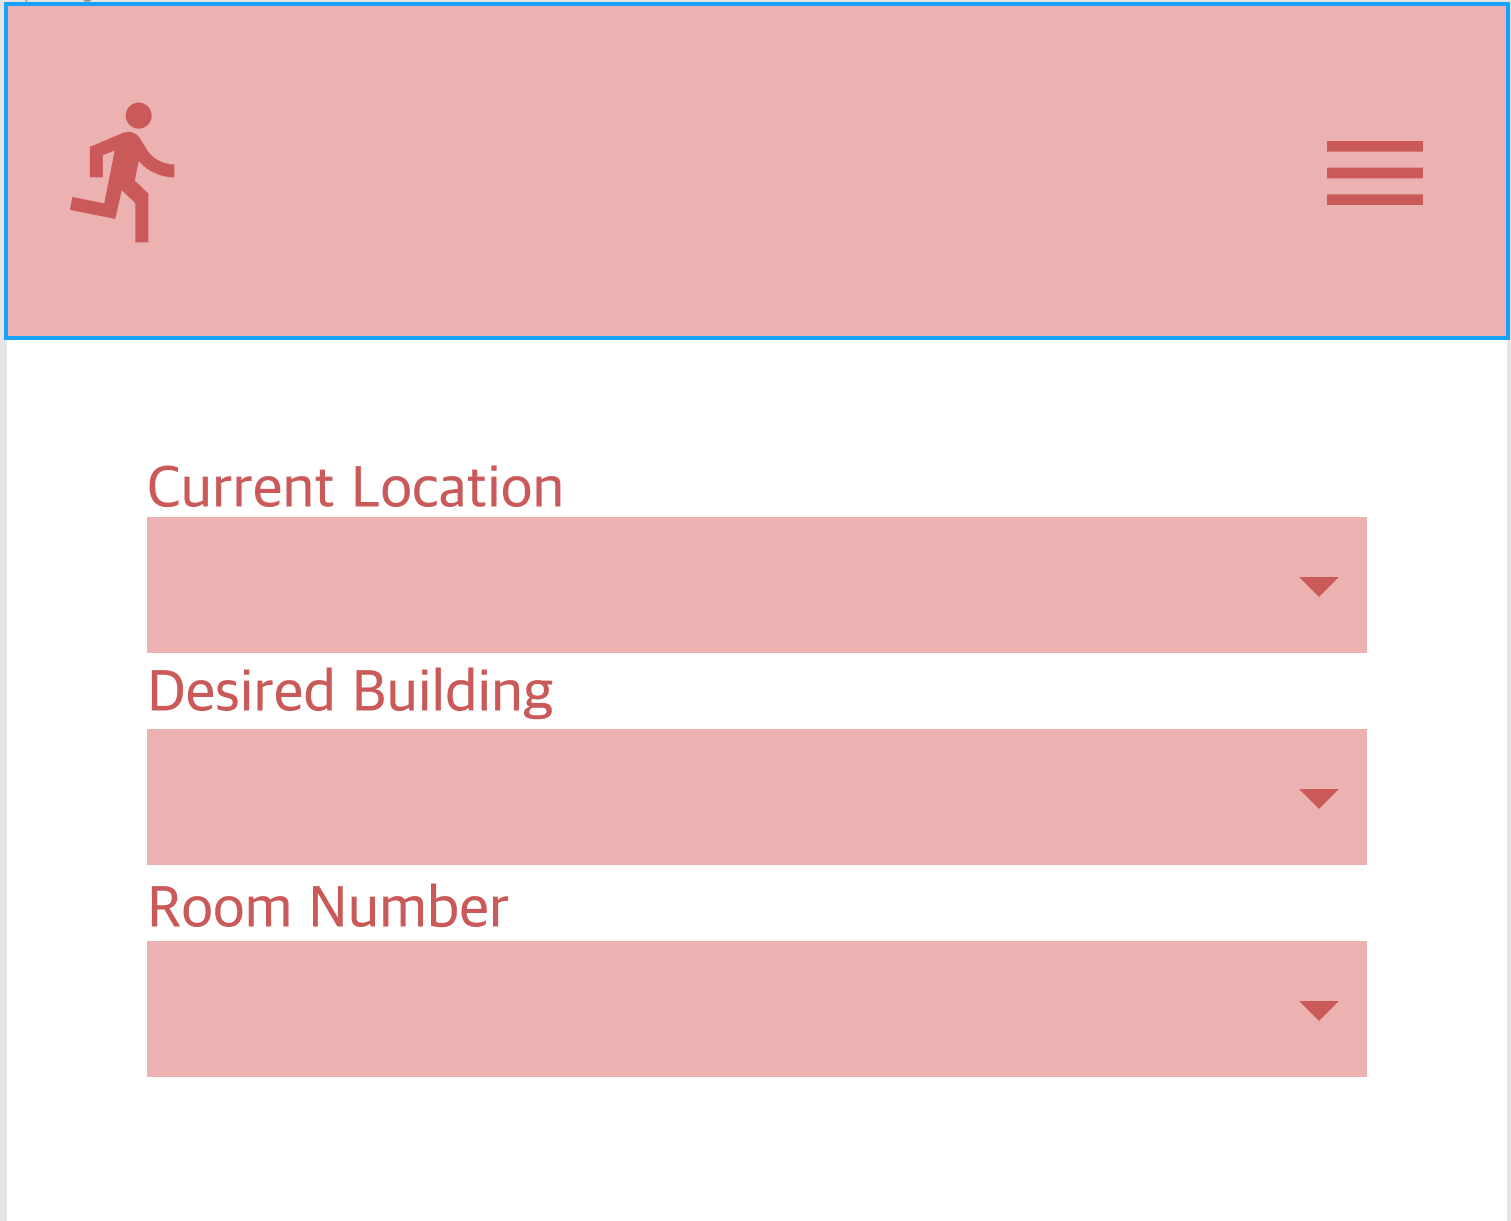 Current Location
Desired Building
Room Number